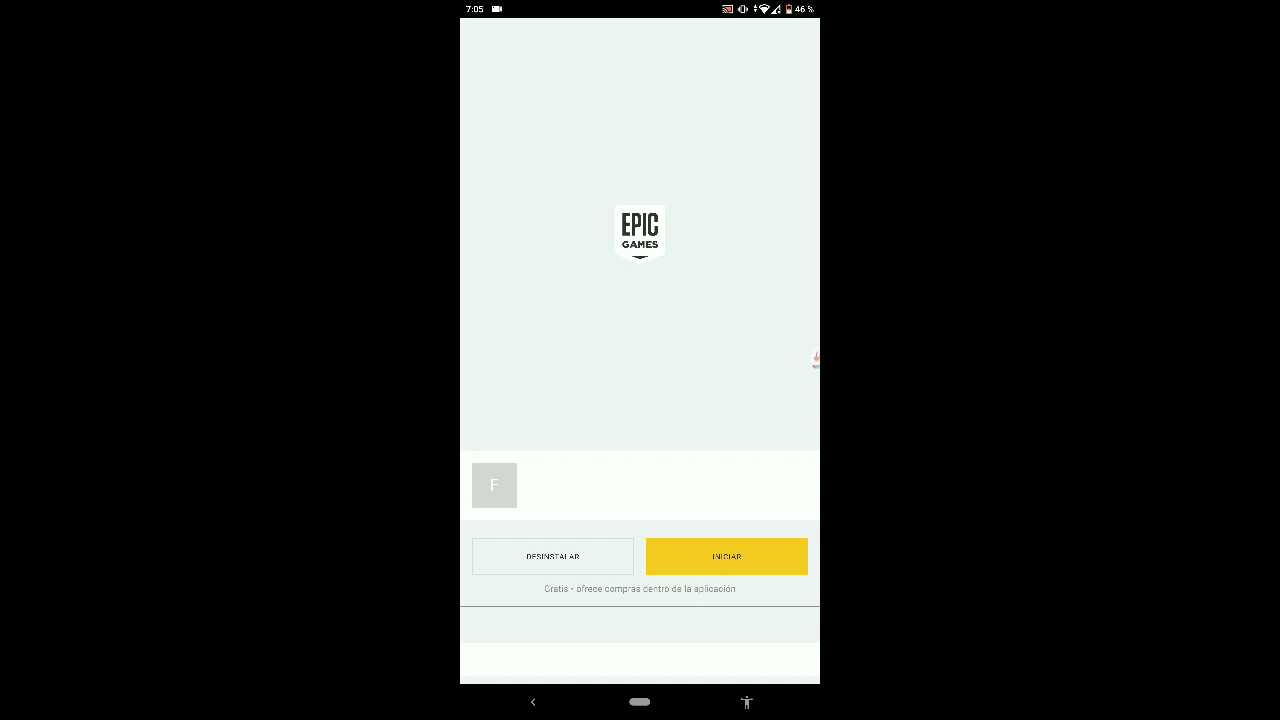 7:05
46 %
EPIC
GAMES
F
DESINSTALAR
INICIAR
Gratis • ofrece compras dentro de la aplicación